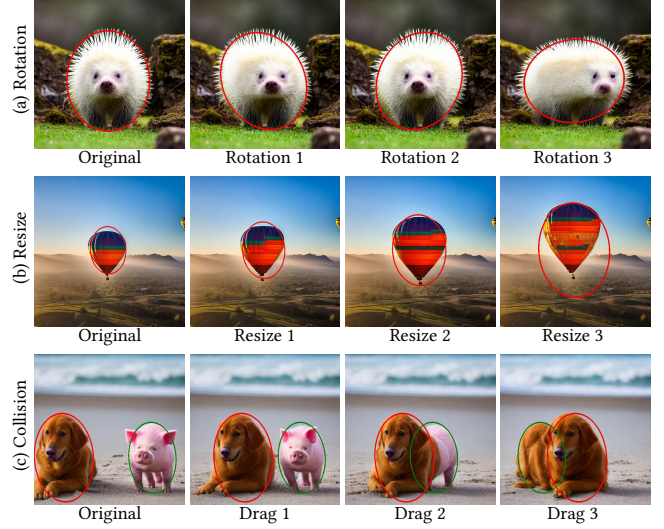 (a) Rotation
Original Rotation 1 Rotation 2 Rotation 3
(b) Resize
Original Resize 1 Resize 2 Resize 3
(c) Collision
Original Drag 1 Drag 2 Drag 3